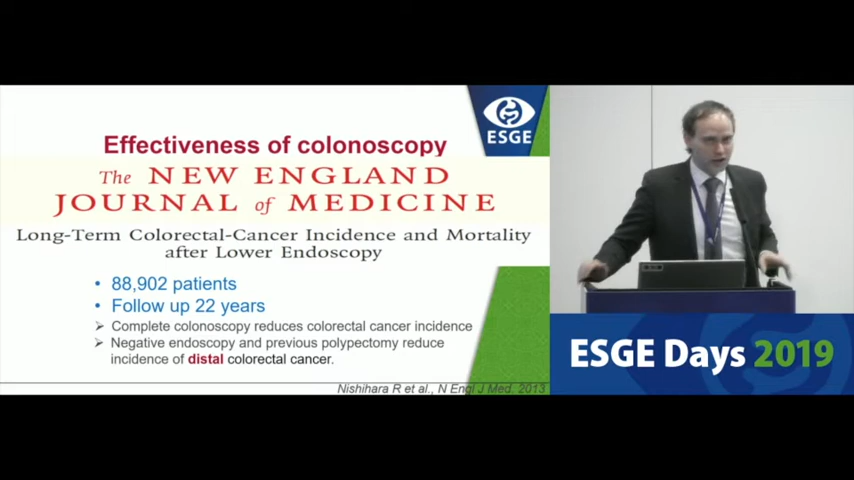 ESGE
Effectiveness of colonoscopy
The NEW ENGLAND
JOURNAL of MEDICINE
Long-Term Colorectal-Cancer Incidence and Mortality
after Lower Endoscopy
• 88,902 patients
• Follow up 22 years
➢ Complete colonoscopy reduces colorectal cancer incidence
➢ Negative endoscopy and previous polypectomy reduce
incidence of distal colorectal cancer.
Nishihara R et al., N Engl J Med. 2013
ESGE Days 2019